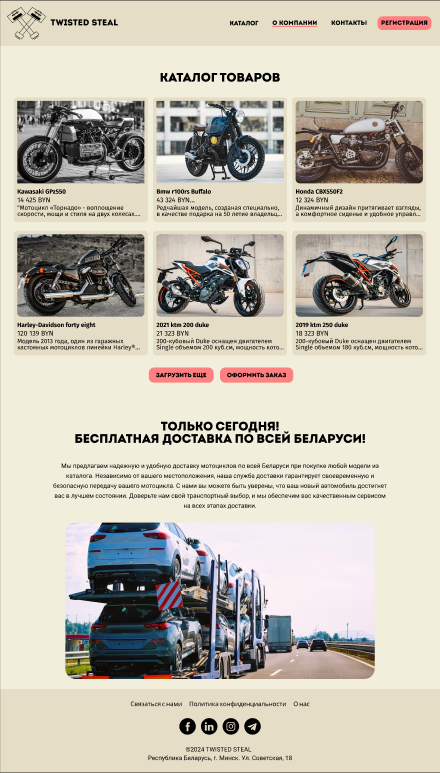 TWISTED STEAL
КАТАЛОГ О КОМПАНИИ КОНТАКТЫ РЕГИСТРАЦИЯ
КАТАЛОГ ТОВАРОВ
Kawasaki GPz550
14 425 BYN
"Мотоцикл «Торнадо» - воплощение
скорости, мощи и стиля на двух колесах....
Bmw r100rs Buffalo
43 324 BYN...
Редчайшая модель, созданая специально,
в качестве подарка на 50 летие владельц...
Honda CBX550F2
12 324 BYN
Динамичный дизайн притягивает взгляды,
а комфортное сиденье и удобное управл...
Harley-Davidson forty eight
120 139 BYN
Модель 2013 года, один из гаражных
кастомных мотоциклов линейки Harley®...
2021 ktm 200 duke
21 323 BYN
200-кубовый Duke оснащен двигателем
Single объемом 200 куб.см, мощность кото...
2019 ktm 250 duke
18 323 BYN
200-кубовый Duke оснащен двигателем
Single объемом 180 куб.см, мощность кото...
ЗАГРУЗИТЬ ЕЩЕ ОФОРМИТЬ ЗАКАЗ
ТОЛЬКО СЕГОДНЯ!
БЕСПЛАТНАЯ ДОСТАВКА ПО ВСЕЙ БЕЛАРУСИ!
Мы предлагаем надежную и удобную доставку мотоциклов по всей Беларуси при покупке любой модели из
каталога. Независимо от вашего местоположения, наша служба доставки гарантирует своевременную и
безопасную передачу вашего мотоцикла. С нами вы можете быть уверены, что ваш новый автомобиль достигнет
вас в лучшем состоянии. Доверьте нам свой транспортный выбор, и мы обеспечим вас качественным сервисом
на всех этапах доставки.
Связаться с нами Политика конфиденциальности О нас
©2024 TWISTED STEAL
Республика Беларусь, г. Минск. Ул. Советская, 18